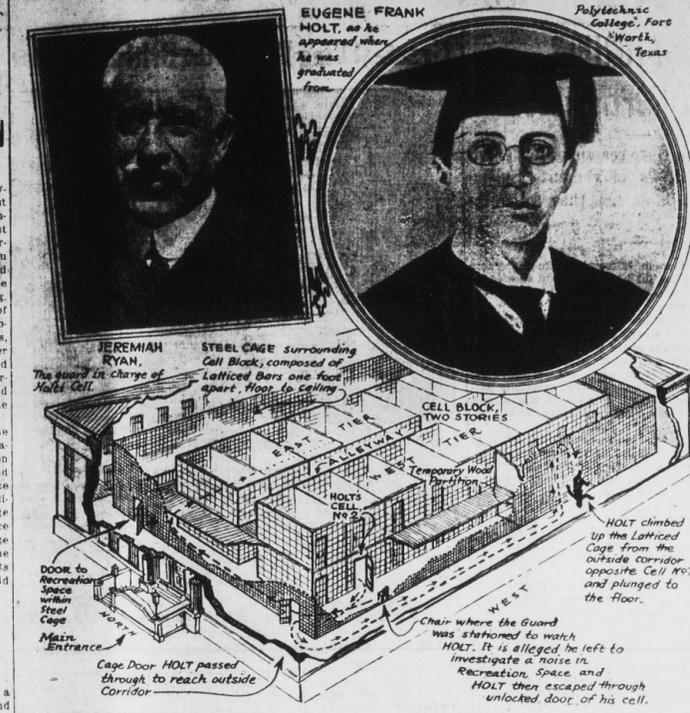 EUGENE FRANK
HOLT, as he
appeared when
he was
graduated
from
Polytechnic
College, Fort
Worth,
Texas
JEREMIAH
RYAN,
The guard in charge of
Holt's Cell.
STEEL CAGE surrounding
Cell Block, composed of
Latticed Bars one foot
apart, floor to ceiling
CELL BLOCK,
TWO STORIES
EAST TIER
ALLEYWAY
WEST TIER
Temporary Wood
Partition
HOLT'S
CELL
No 2
HOLT climbed
up the Latticed
Cage from the
outside corridor
opposite Cell No 7
and plunged to
the floor.
DOOR to
Recreation
Space
within
Steel
Cage
Main
Entrance
NORTH
WEST
Cage Door HOLT passed
through to reach outside
Corridor
Chair where the Guard
was stationed to watch
HOLT. It is alleged he left to
investigate a noise in
Recreation Space and
HOLT then escaped through
unlocked door of his cell.